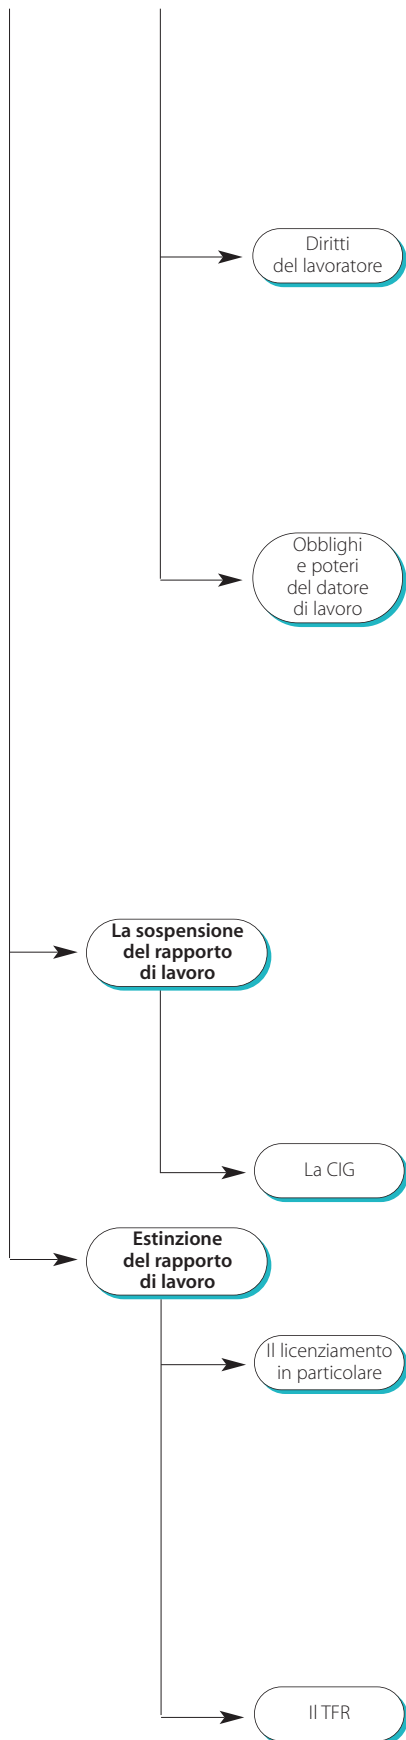 Diritti
del lavoratore
Obblighi
e poteri
del datore
di lavoro
La sospensione
del rapporto
di lavoro
La CIG
Estinzione
del rapporto
di lavoro
Il licenziamento
in particolare
Il TFR